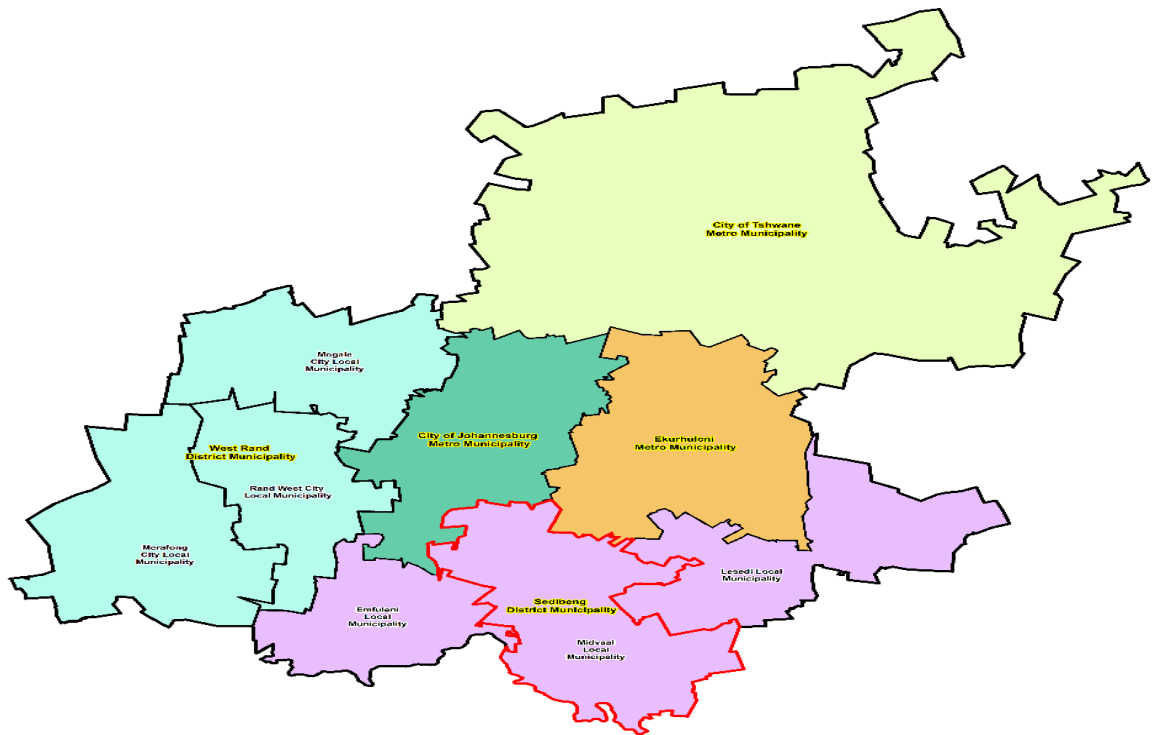 City of Tshwane
Metro Municipality
Mogale
City Local
Municipality
City of Johannesburg
Metro Municipality
Ekurhuleni
Metro Municipality
West Rand
District Municipality
Rand West City
Local Municipality
Merafong
City Local
Municipality
Lesedi Local
Municipality
Sedibeng
District Municipality
Emfuleni
Local
Municipality
Midvaal
Local
Municipality